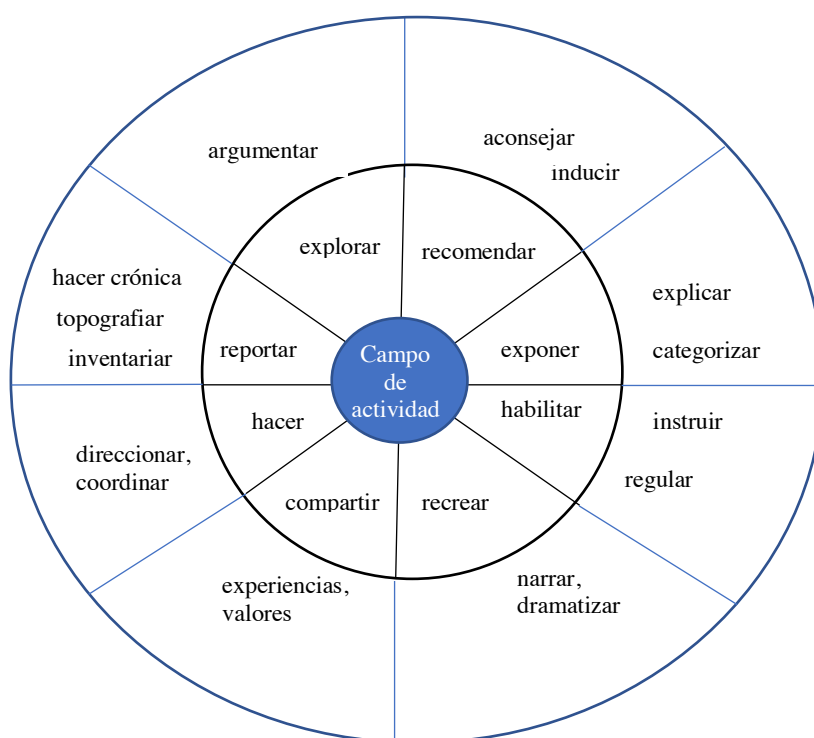 argumentar
aconsejar
inducir
explorar
recomendar
hacer crónica
topografiar
inventariar
reportar
Campo
de
actividad
exponer
explicar
categorizar
hacer
habilitar
instruir
regular
direccionar,
coordinar
compartir
recrear
experiencias,
valores
narrar,
dramatizar